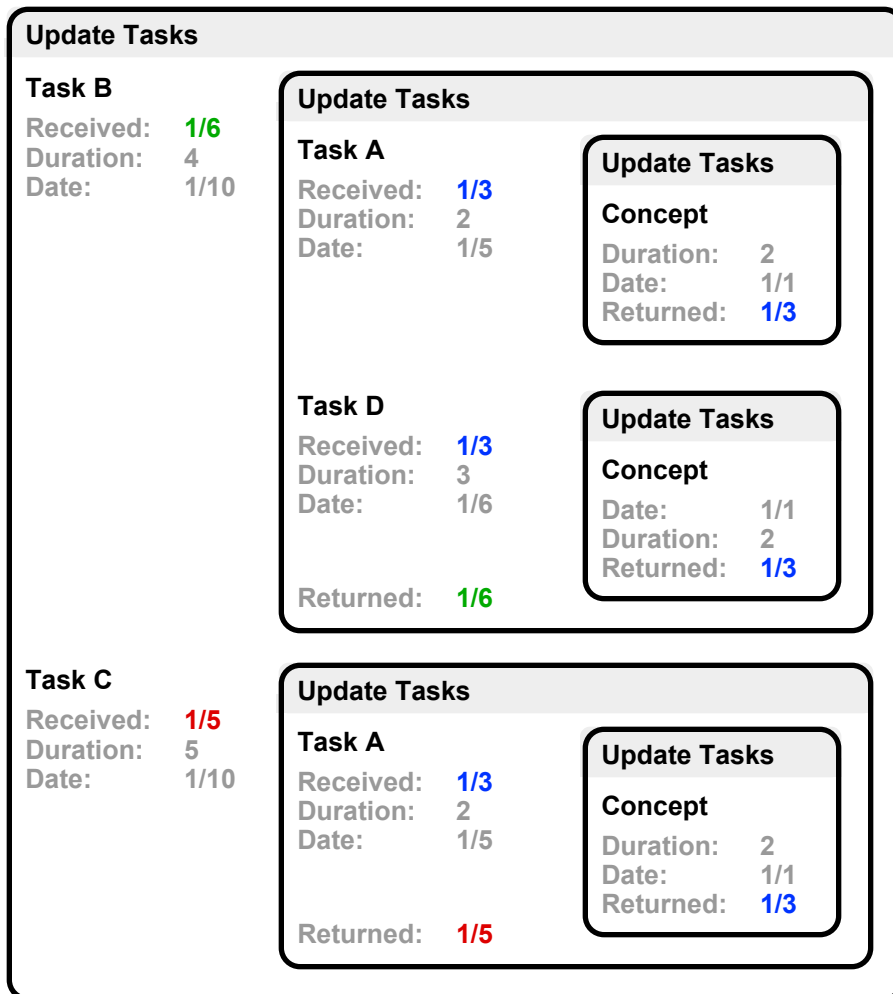 Update Tasks
Task B
Received: 1/6
Duration: 4
Date: 1/10
Update Tasks
Task A
Received: 1/3
Duration: 2
Date: 1/5
Update Tasks
Concept
Duration: 2
Date: 1/1
Returned: 1/3
Task D
Received: 1/3
Duration: 3
Date: 1/6
Returned: 1/6
Update Tasks
Concept
Date: 1/1
Duration: 2
Returned: 1/3
Task C
Received: 1/5
Duration: 5
Date: 1/10
Update Tasks
Task A
Received: 1/3
Duration: 2
Date: 1/5
Returned: 1/5
Update Tasks
Concept
Duration: 2
Date: 1/1
Returned: 1/3